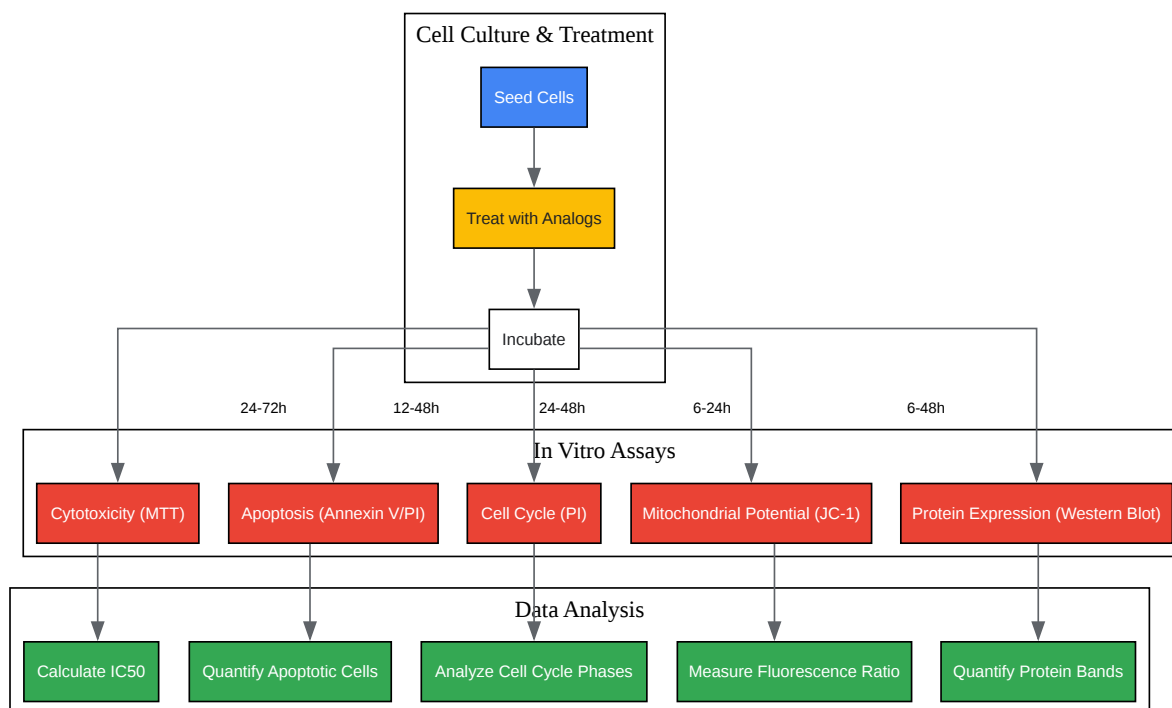 Cell Culture & Treatment
Seed Cells
Treat with Analogs
Incubate
24-72h
12-48h
24-48h
6-24h
6-48h
In Vitro Assays
Cytotoxicity (MTT)
Apoptosis (Annexin V/PI)
Cell Cycle (PI)
Mitochondrial Potential (JC-1)
Protein Expression (Western Blot)
Data Analysis
Calculate IC50
Quantify Apoptotic Cells
Analyze Cell Cycle Phases
Measure Fluorescence Ratio
Quantify Protein Bands